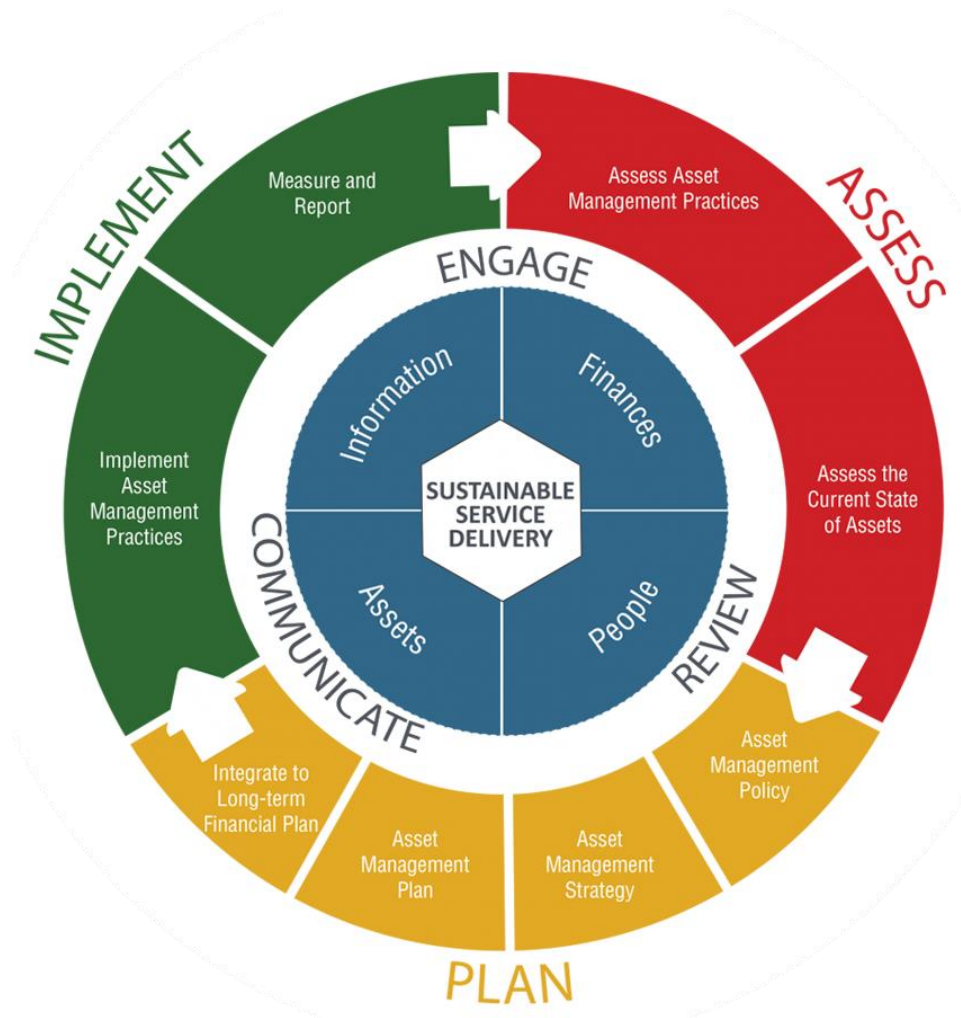 IMPLEMENT
Measure and
Report
Assess Asset
Management Practices
ASSESS
ENGAGE
Information
Finances
Implement
Asset
Management
Practices
SUSTAINABLE
SERVICE
DELIVERY
Assess the
Current State
of Assets
COMMUNICATE
Assets
People
REVIEW
Integrate to
Long-term
Financial Plan
Asset
Management
Plan
Asset
Management
Strategy
Asset
Management
Policy
PLAN